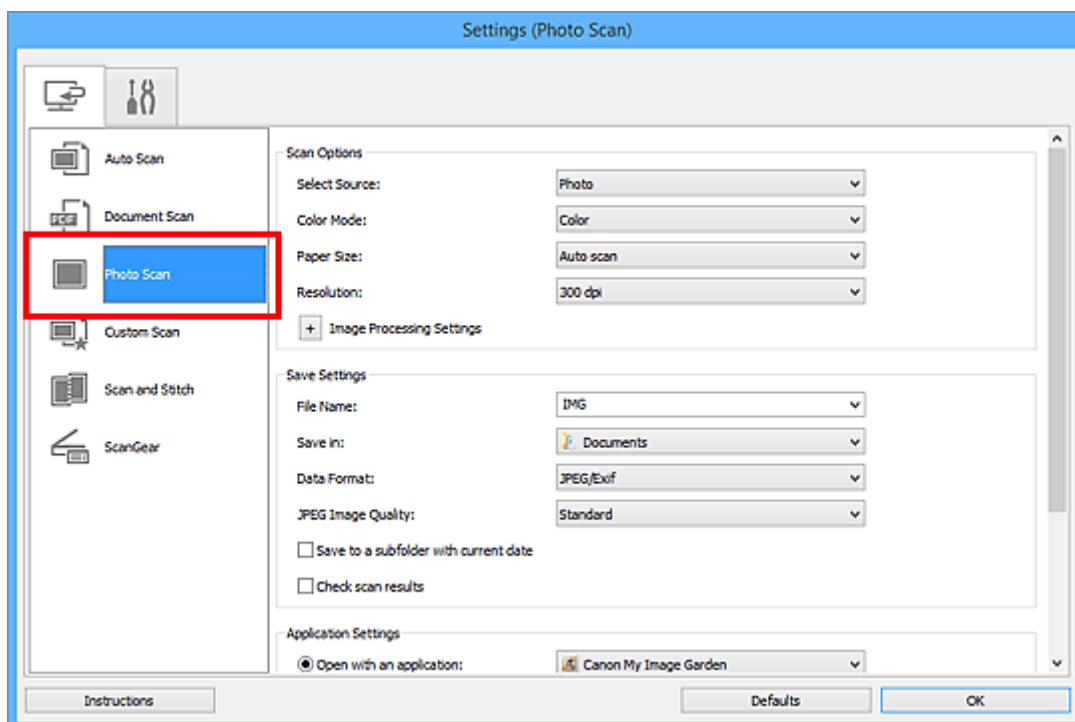 Settings (Photo Scan)
Auto Scan
PDF
Document Scan
Photo Scan
Custom Scan
Scan and Stitch
ScanGear
Scan Options
Select Source: Photo
Color Mode: Color
Paper Size: Auto scan
Resolution: 300 dpi
+ Image Processing Settings
Save Settings
File Name: IMG
Save in: Documents
Data Format: JPEG/Exif
JPEG Image Quality: Standard
Save to a subfolder with current date
Check scan results
Application Settings
Open with an application: Canon My Image Garden
Instructions
Defaults
OK